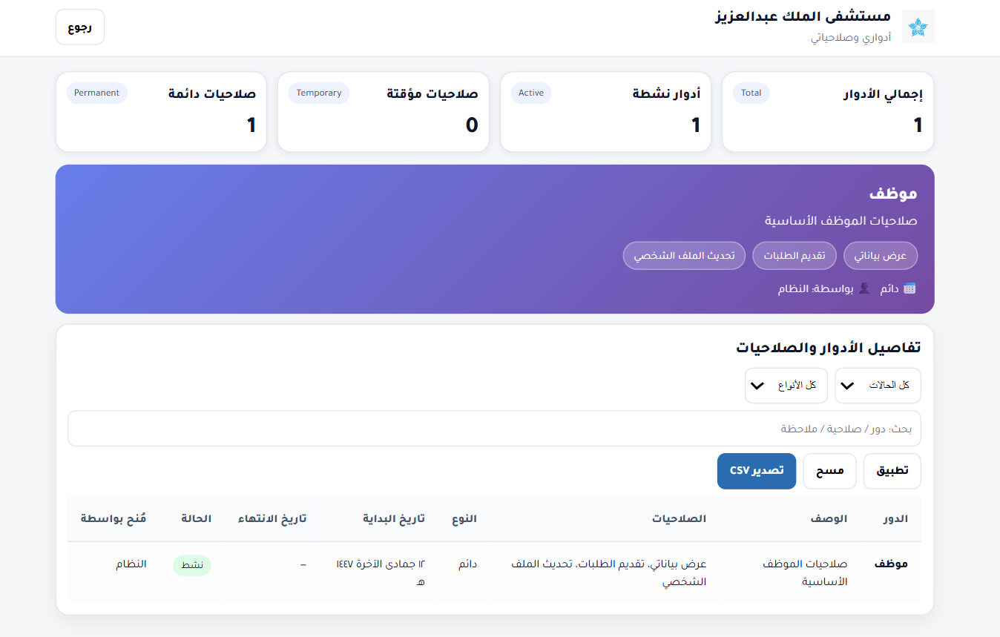 مستشفى الملك عبدالعزيز
أدواري وصلاحياتي
رجوع
إجمالي الأدوار
Total
1
أدوار نشطة
Active
1
صلاحيات مؤقتة
Temporary
0
صلاحيات دائمة
Permanent
1
موظف
صلاحيات الموظف الأساسية
عرض بياناتي
تقديم الطلبات
تحديث الملف الشخصي
دائم
بواسطة: النظام
تفاصيل الأدوار والصلاحيات
كل الحالات
كل الأنواع
بحث: دور / صلاحية / ملاحظة
تطبيق
مسح
تصدير CSV
الدور الوصف الصلاحيات النوع تاريخ البداية تاريخ الانتهاء الحالة مُنح بواسطة
موظف
صلاحيات الموظف
الأساسية
عرض بياناتي، تقديم الطلبات، تحديث الملف
الشخصي
دائم
١٢ جمادى الآخرة ١٤٤٧
هـ
—
نشط
النظام